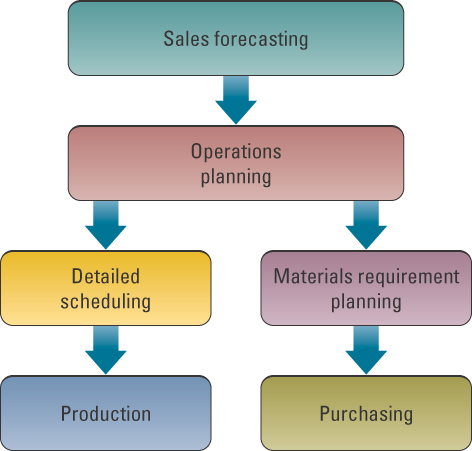 Sales forecasting
Operations
planning
Detailed
scheduling
Materials requirement
planning
Production
Purchasing